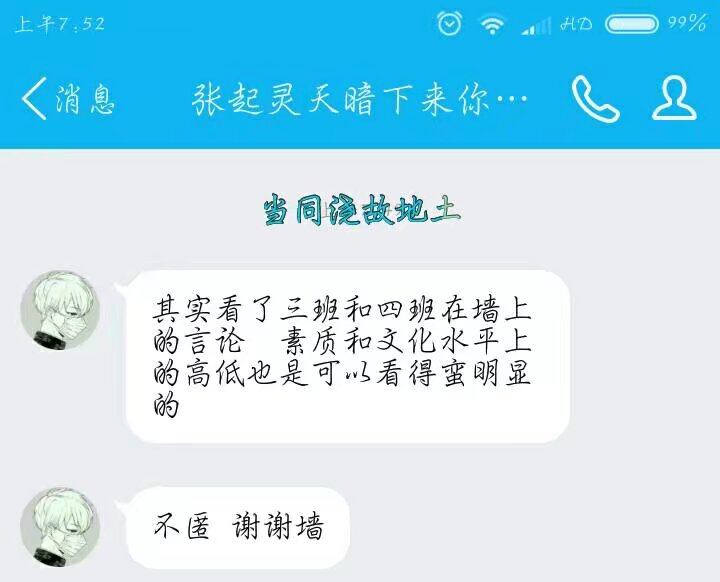 上午7:52
HD
99%
消息
张起灵天暗下来你…
当同浇故地土
其实看了三班和四班在墙上
的言论 素质和文化水平上
的高低也是可以看得蛮明显
的
不匿 谢谢墙